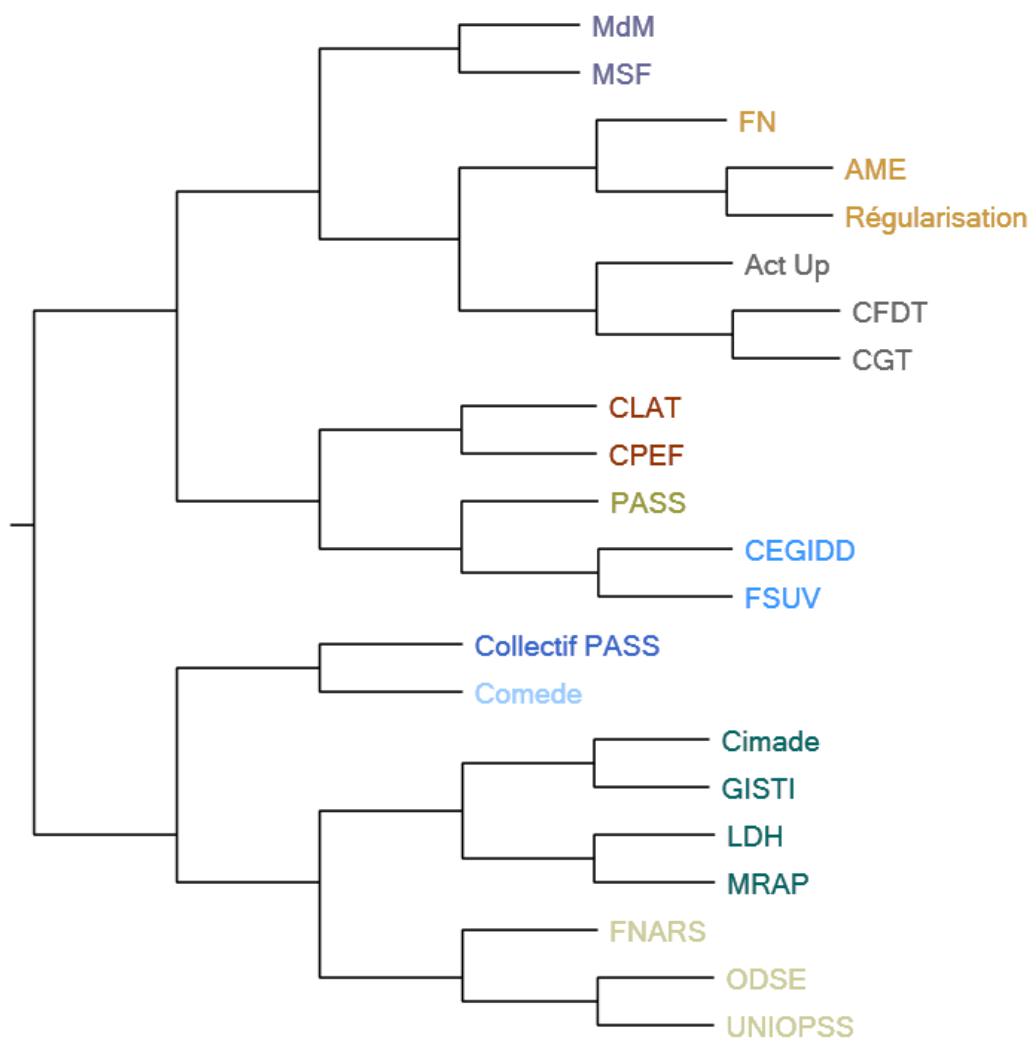 MdM
MSF
FN
AME
Régularisation
Act Up
CFDT
CGT
CLAT
CPEF
PASS
CEGIDD
FSUV
Collectif PASS
Comede
Cimade
GISTI
LDH
MRAP
FNARS
ODSE
UNIOPSS